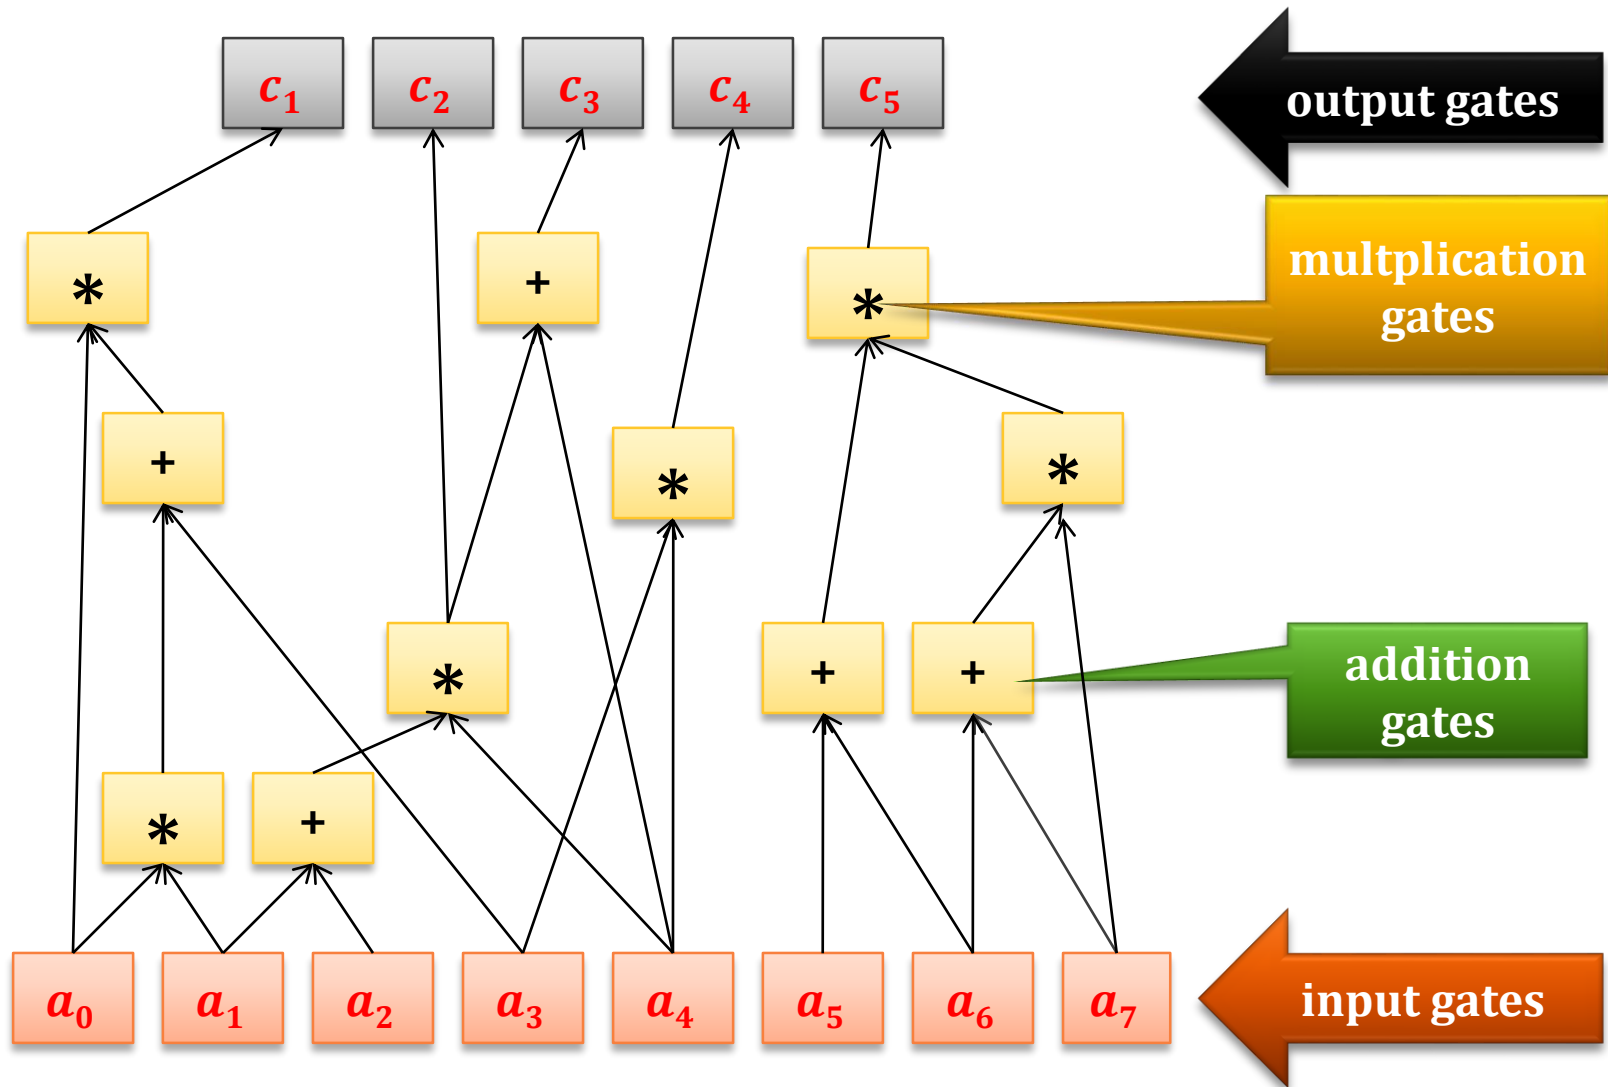 c₁ c₂ c₃ c₄ c₅
output gates
* + *
multplication
gates
+ * *
* + +
addition
gates
* +
a₀ a₁ a₂ a₃ a₄ a₅ a₆ a₇
input gates